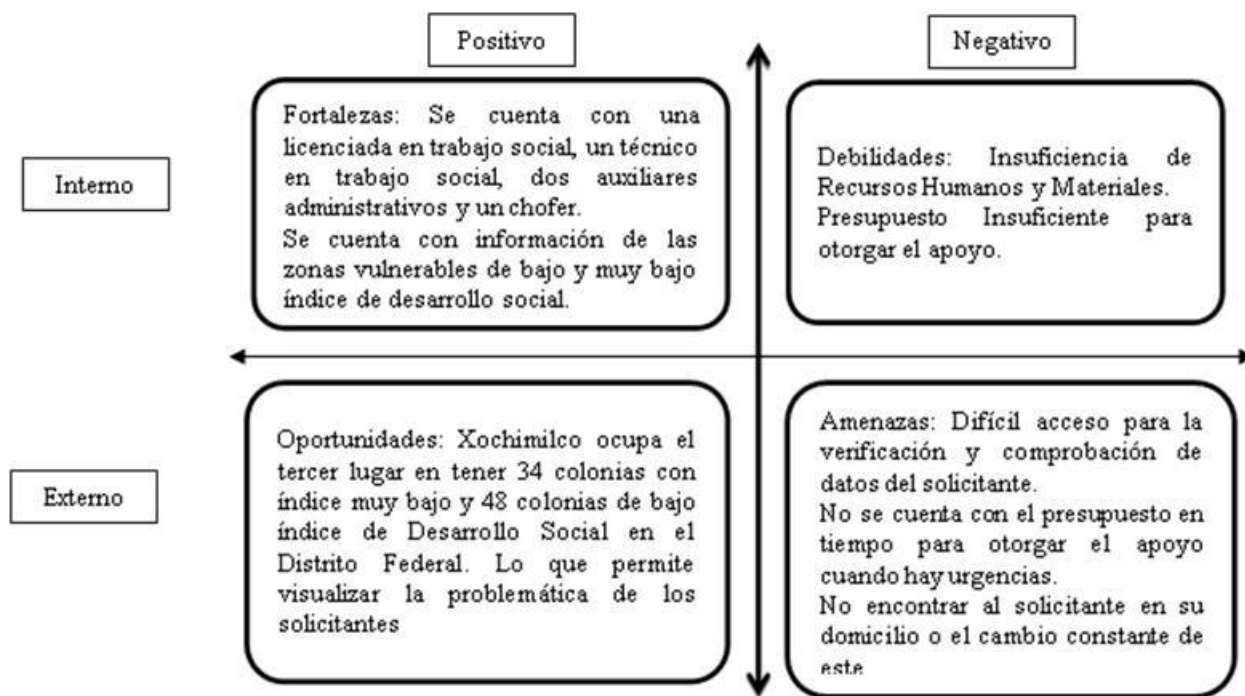 Positivo
Negativo
Interno
Fortalezas: Se cuenta con una
licenciada en trabajo social, un técnico
en trabajo social, dos auxiliares
administrativos y un chofer.
Se cuenta con información de las
zonas vulnerables de bajo y muy bajo
índice de desarrollo social.
Debilidades: Insuficiencia de
Recursos Humanos y Materiales.
Presupuesto Insuficiente para
otorgar el apoyo.
Externo
Oportunidades: Xochimilco ocupa el
tercer lugar en tener 34 colonias con
índice muy bajo y 48 colonias de bajo
índice de Desarrollo Social en el
Distrito Federal. Lo que permite
visualizar la problemática de los
solicitantes
Amenazas: Difícil acceso para la
verificación y comprobación de
datos del solicitante.
No se cuenta con el presupuesto en
tiempo para otorgar el apoyo
cuando hay urgencias.
No encontrar al solicitante en su
domicilio o el cambio constante de
este